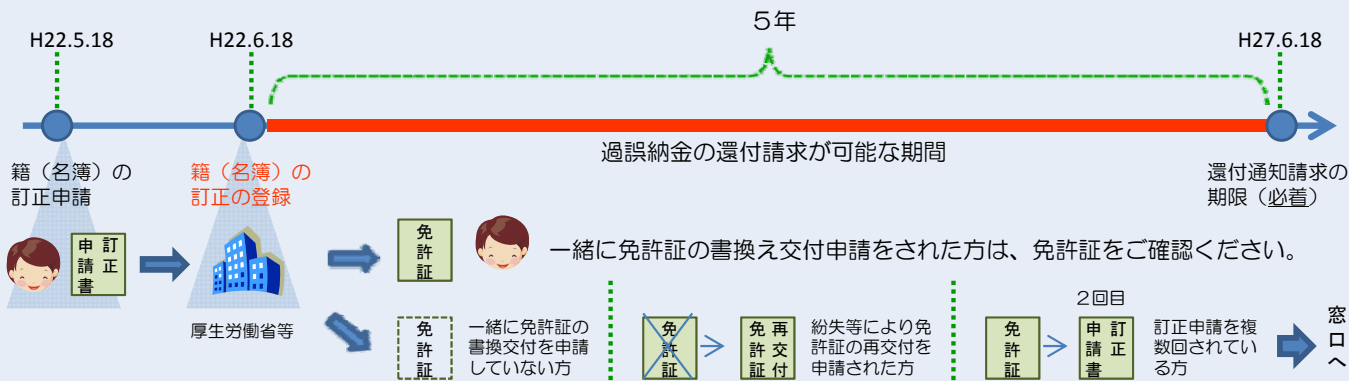 5年
H22.5.18
H22.6.18
H27.6.18
過誤納金の還付請求が可能な期間
籍（名簿）の
訂正申請
籍（名簿）の
訂正の登録
還付通知請求の
期限（必着）
訂正
申請書
免許証
一緒に免許証の書換え交付申請をされた方は、免許証をご確認ください。
厚生労働省等
免許証
一緒に免許証の
書換交付を申請
していない方
免許証
再交付
免許証
紛失等により免
許証の再交付を
申請された方
免許証
２回目
訂正
申請書
訂正申請を複
数回されてい
る方
窓口へ